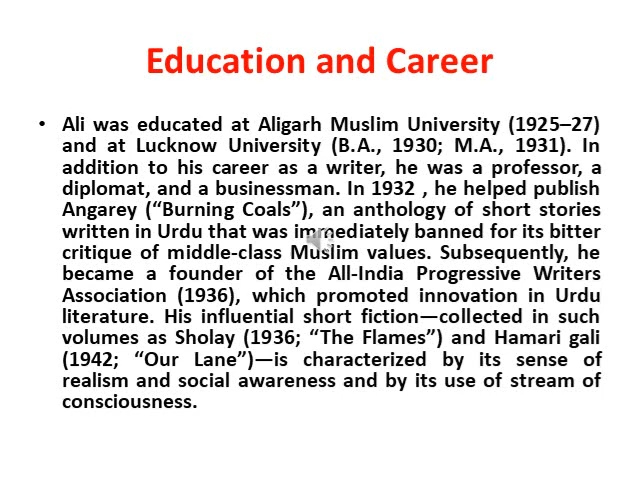 Education and Career
• Ali was educated at Aligarh Muslim University (1925–27)
and at Lucknow University (B.A., 1930; M.A., 1931). In
addition to his career as a writer, he was a professor, a
diplomat, and a businessman. In 1932 , he helped publish
Angarey (“Burning Coals”), an anthology of short stories
written in Urdu that was immediately banned for its bitter
critique of middle-class Muslim values. Subsequently, he
became a founder of the All-India Progressive Writers
Association (1936), which promoted innovation in Urdu
literature. His influential short fiction—collected in such
volumes as Sholay (1936; “The Flames”) and Hamari gali
(1942; “Our Lane”)—is characterized by its sense of
realism and social awareness and by its use of stream of
consciousness.